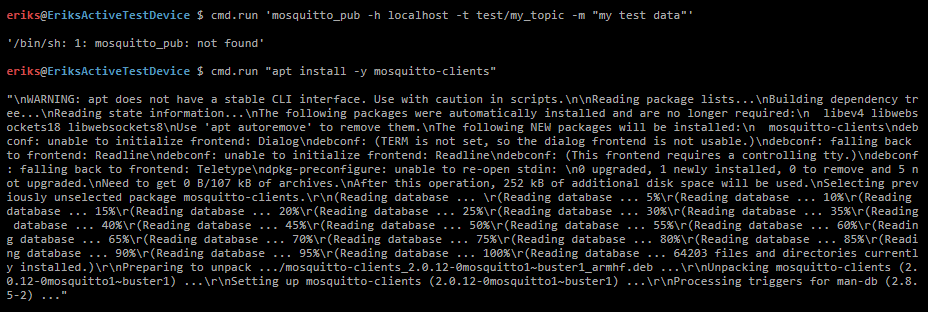 eriks@EriksActiveTestDevice $ cmd.run 'mosquitto_pub -h localhost -t test/my_topic -m "my test data"'
'/bin/sh: 1: mosquitto_pub: not found'
eriks@EriksActiveTestDevice $ cmd.run "apt install -y mosquitto-clients"
"\nWARNING: apt does not have a stable CLI interface. Use with caution in scripts.\n\nReading package lists...\nBuilding dependency tr
ee...\nReading state information...\nThe following packages were automatically installed and are no longer required:\n  libev4 libwebs
ockets18 libwebsockets8\nUse 'apt autoremove' to remove them.\nThe following NEW packages will be installed:\n  mosquitto-clients\ndeb
conf: unable to initialize frontend: Dialog\ndebconf: (TERM is not set, so the dialog frontend is not usable.)\ndebconf: falling back
to frontend: Readline\ndebconf: unable to initialize frontend: Readline\ndebconf: (This frontend requires a controlling tty.)\ndebconf
: falling back to frontend: Teletype\ndpkg-preconfigure: unable to re-open stdin: \n0 upgraded, 1 newly installed, 0 to remove and 5 n
ot upgraded.\nNeed to get 0 B/107 kB of archives.\nAfter this operation, 252 kB of additional disk space will be used.\nSelecting prev
iously unselected package mosquitto-clients.\r\n(Reading database ... \r(Reading database ... 5%\r(Reading database ... 10%\r(Reading
database ... 15%\r(Reading database ... 20%\r(Reading database ... 25%\r(Reading database ... 30%\r(Reading database ... 35%\r(Reading
database ... 40%\r(Reading database ... 45%\r(Reading database ... 50%\r(Reading database ... 55%\r(Reading database ... 60%\r(Readin
g database ... 65%\r(Reading database ... 70%\r(Reading database ... 75%\r(Reading database ... 80%\r(Reading database ... 85%\r(Readi
ng database ... 90%\r(Reading database ... 95%\r(Reading database ... 100%\r(Reading database ... 64203 files and directories currentl
y installed.)\r\nPreparing to unpack .../mosquitto-clients_2.0.12-0mosquitto1~buster1_armhf.deb ...\r\nUnpacking mosquitto-clients (2.
0.12-0mosquitto1~buster1) ...\r\nSetting up mosquitto-clients (2.0.12-0mosquitto1~buster1) ...\r\nProcessing triggers for man-db (2.8.
5-2) ..."